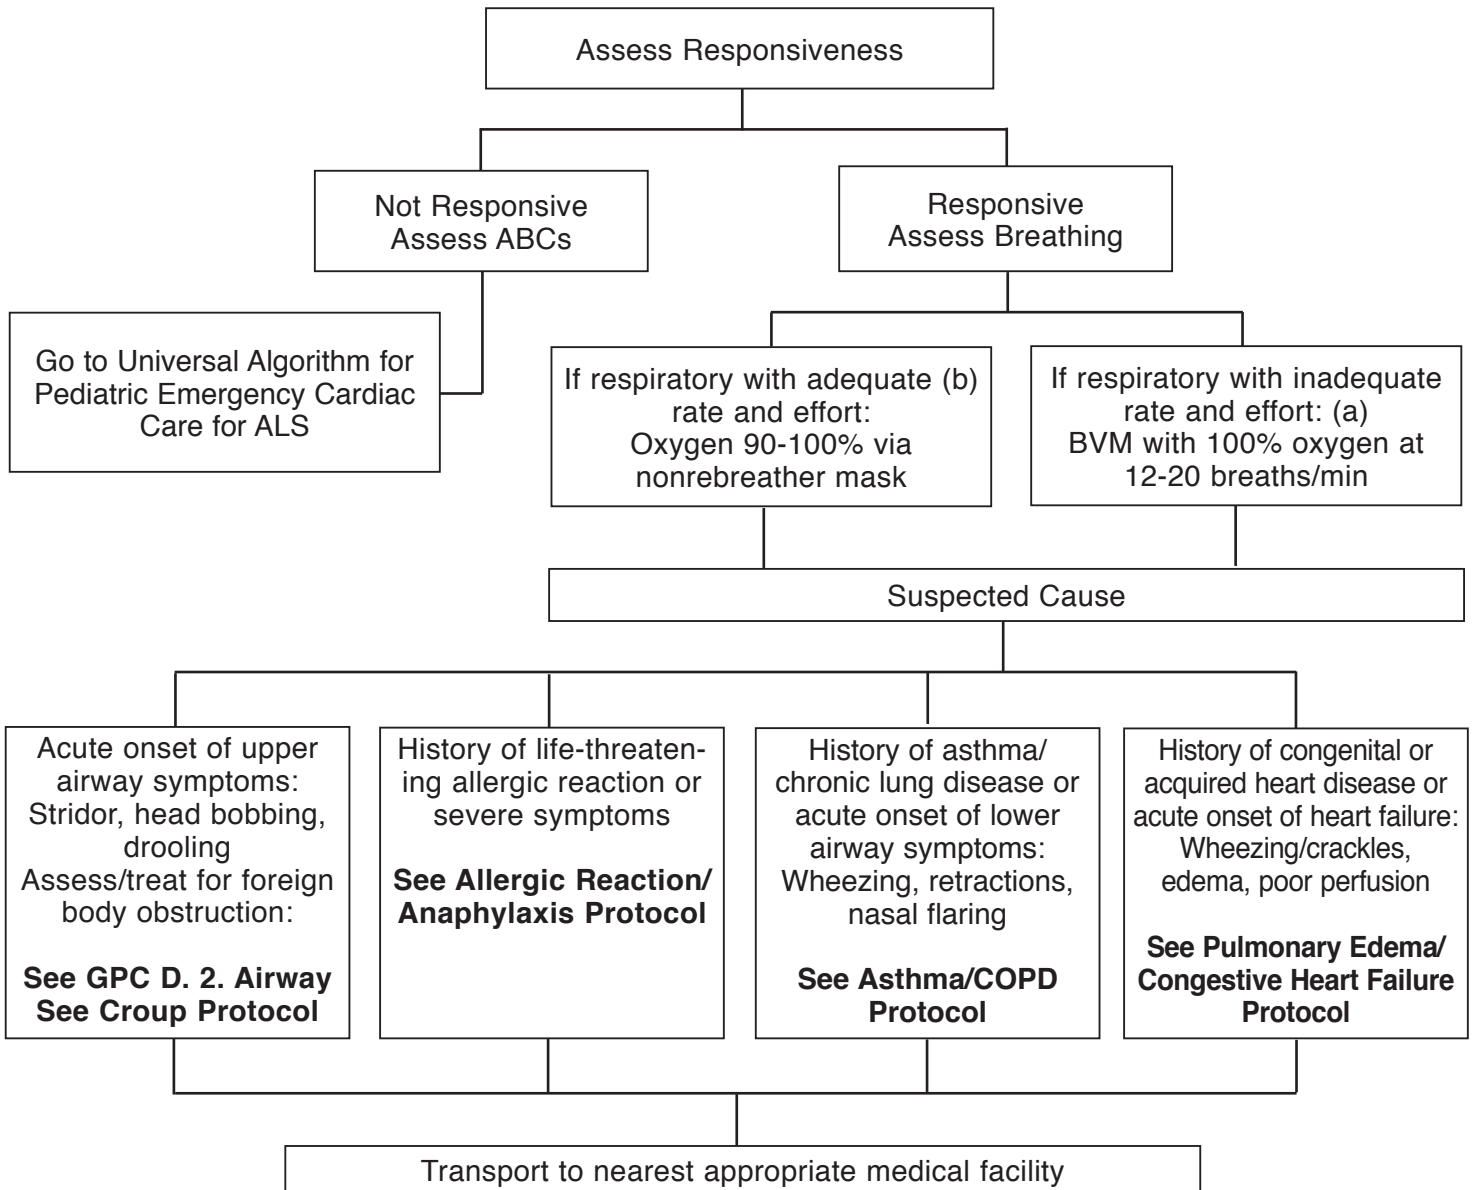 Assess Responsiveness
Not Responsive
Assess ABCs
Responsive
Assess Breathing
Go to Universal Algorithm for
Pediatric Emergency Cardiac
Care for ALS
If respiratory with adequate (b)
rate and effort:
Oxygen 90-100% via
nonrebreather mask
If respiratory with inadequate
rate and effort: (a)
BVM with 100% oxygen at
12-20 breaths/min
Suspected Cause
Acute onset of upper
airway symptoms:
Stridor, head bobbing,
drooling
Assess/treat for foreign
body obstruction:
See GPC D. 2. Airway
See Croup Protocol
History of life-threaten-
ing allergic reaction or
severe symptoms
See Allergic Reaction/
Anaphylaxis Protocol
History of asthma/
chronic lung disease or
acute onset of lower
airway symptoms:
Wheezing, retractions,
nasal flaring
See Asthma/COPD
Protocol
History of congenital or
acquired heart disease or
acute onset of heart failure:
Wheezing/crackles,
edema, poor perfusion
See Pulmonary Edema/
Congestive Heart Failure
Protocol
Transport to nearest appropriate medical facility